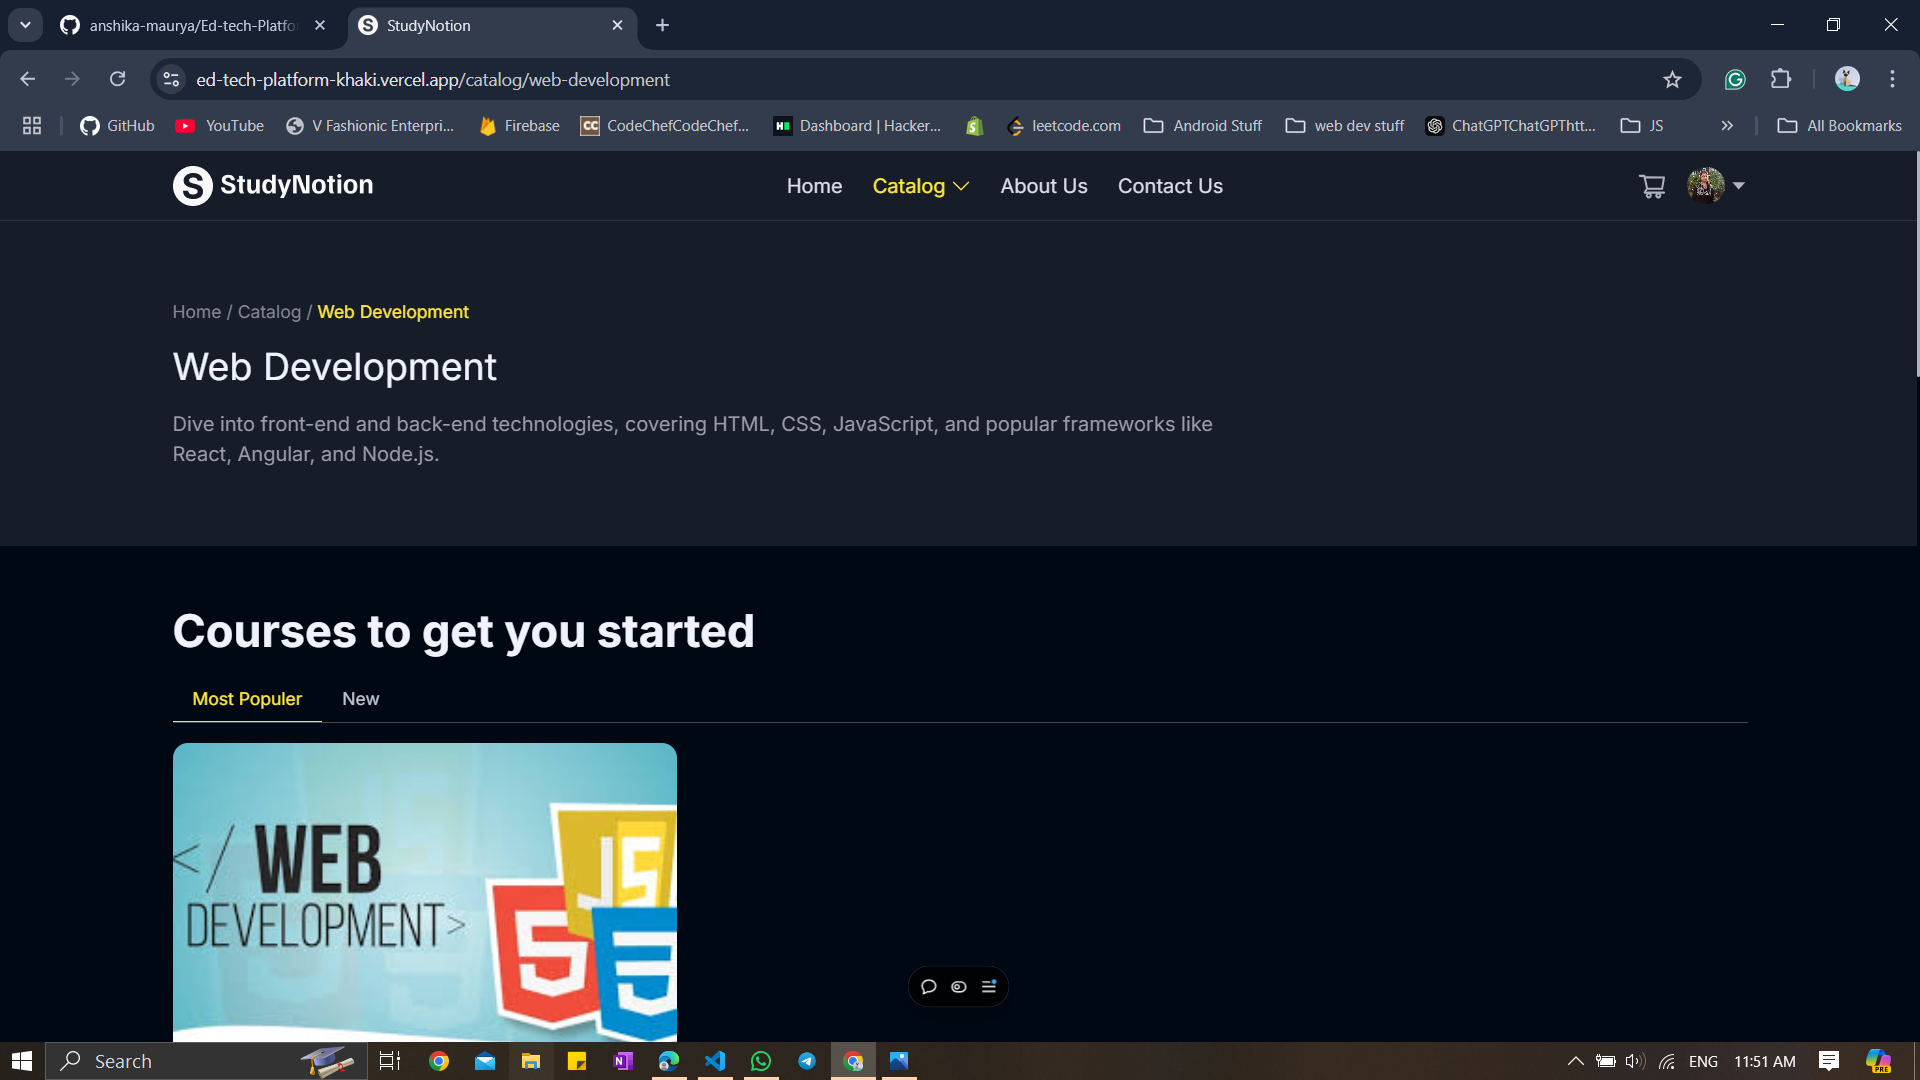 anshika-maurya/Ed-tech-Platfo
StudyNotion
ed-tech-platform-khaki.vercel.app/catalog/web-development
GitHub
YouTube
V Fashionic Enterpri...
Firebase
CodeChefCodeChef...
Dashboard | Hacker...
leetcode.com
Android Stuff
web dev stuff
ChatGPTChatGPThtt...
JS
All Bookmarks
StudyNotion
Home
Catalog
About Us
Contact Us
Home / Catalog / Web Development
Web Development
Dive into front-end and back-end technologies, covering HTML, CSS, JavaScript, and popular frameworks like
React, Angular, and Node.js.
Courses to get you started
Most Populer
New
</ WEB
DEVELOPMENT>
JS
5
Search
ENG
11:51 AM